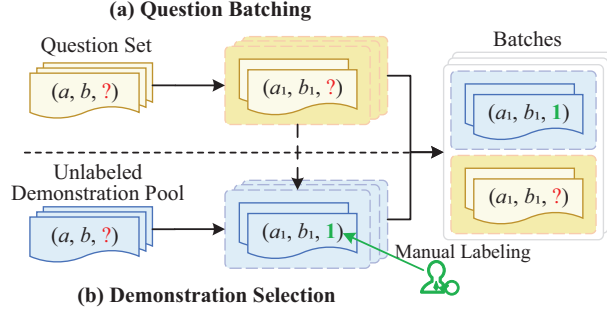 (a) Question Batching
Question Set
Batches
(a, b, ?)
(a₁, b₁, ?)
(a₁, b₁, 1)
Unlabeled
Demonstration Pool
(a₁, b₁, ?)
(a, b, ?)
(a₁, b₁, 1)
Manual Labeling
(b) Demonstration Selection